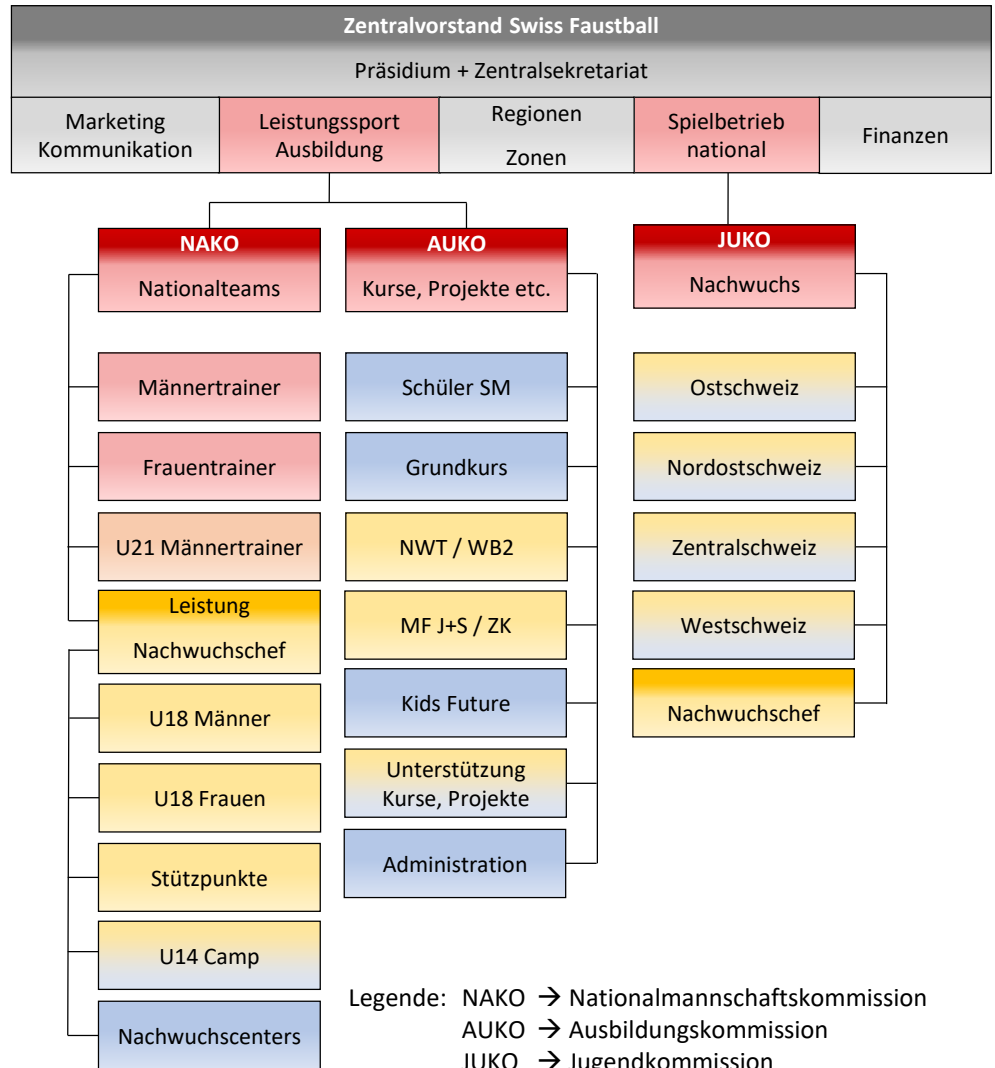 Zentralvorstand Swiss Faustball
Präsidium + Zentralsekretariat
Marketing
Kommunikation
Leistungssport
Ausbildung
Regionen
Zonen
Spielbetrieb
national
Finanzen
NAKO
Nationalteams
Männertrainer
Frauentrainer
U21 Männertrainer
Leistung
Nachwuchschef
U18 Männer
U18 Frauen
Stützpunkte
U14 Camp
Nachwuchscenters
AUKO
Kurse, Projekte etc.
Schüler SM
Grundkurs
NWT / WB2
MF J+S / ZK
Kids Future
Unterstützung
Kurse, Projekte
Administration
JUKO
Nachwuchs
Ostschweiz
Nordostschweiz
Zentralschweiz
Westschweiz
Nachwuchschef
Legende: NAKO → Nationalmannschaftskommission
AUKO → Ausbildungskommission
JUKO → Jugendkommission